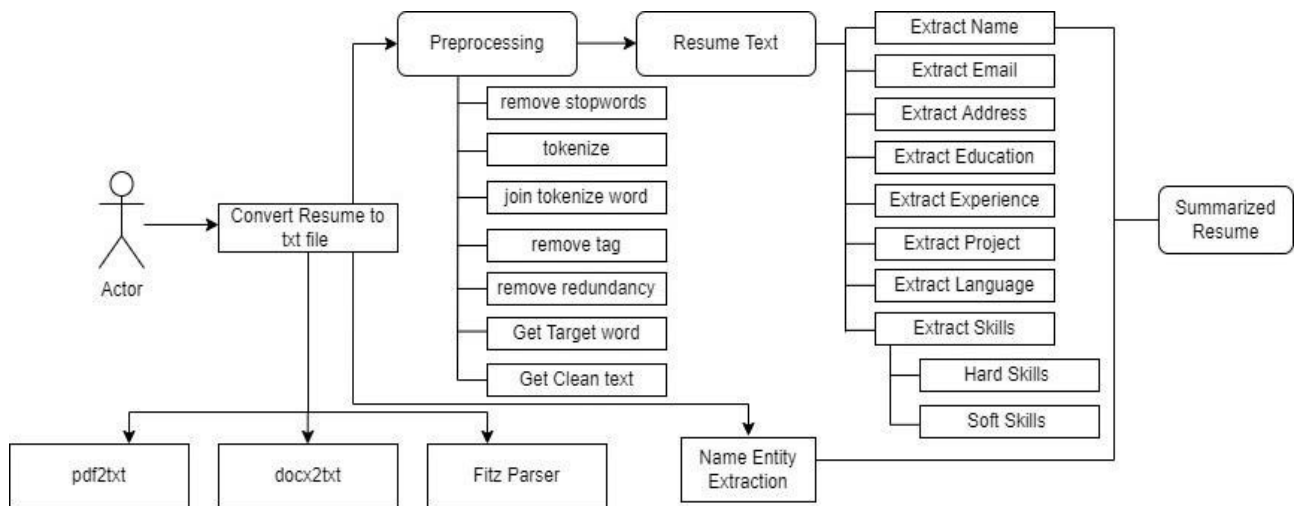 Preprocessing
Resume Text
Extract Name
Extract Email
Extract Address
Extract Education
Extract Experience
Extract Project
Extract Language
Extract Skills
Hard Skills
Soft Skills
remove stopwords
tokenize
join tokenize word
remove tag
remove redundancy
Get Target word
Get Clean text
Actor
Convert Resume to
txt file
Summarized
Resume
pdf2txt
docx2txt
Fitz Parser
Name Entity
Extraction